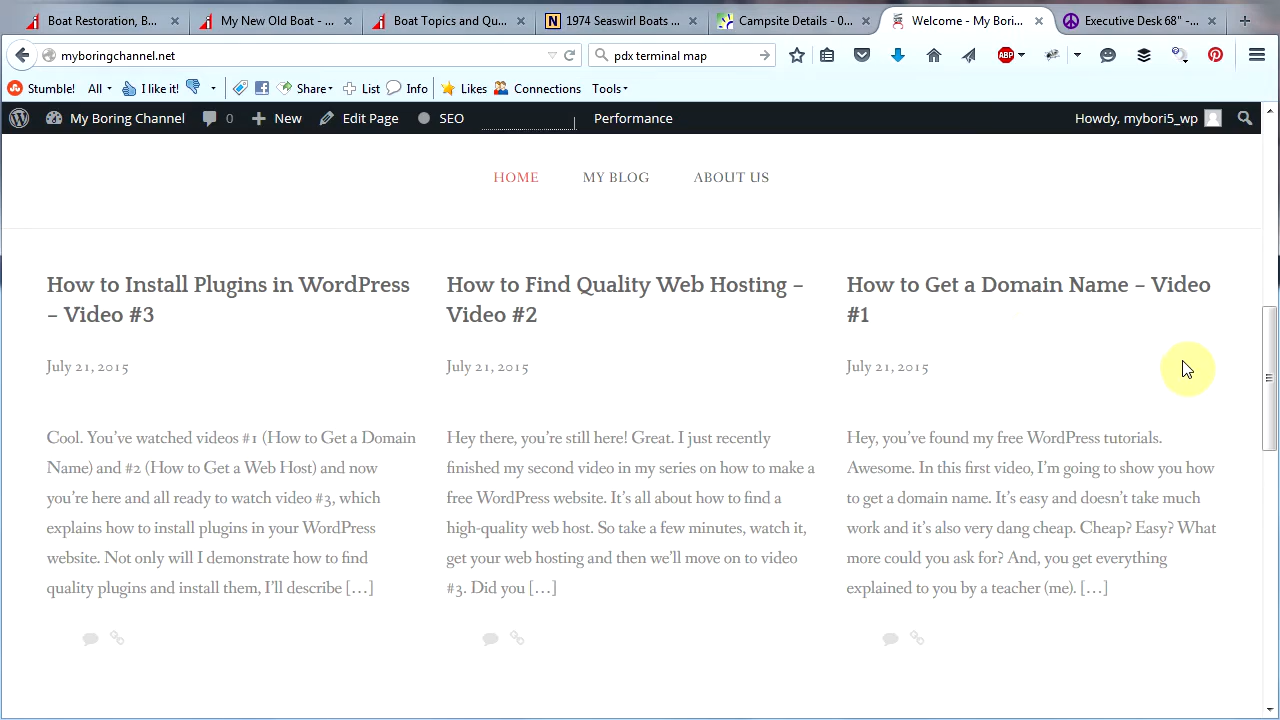 Boat Restoration, B...
My New Old Boat - ...
Boat Topics and Qu...
1974 Seaswirl Boats ...
Campsite Details - 0...
Welcome - My Bori...
Executive Desk 68" -...
myboringchannel.net
pdx terminal map
ABP
Stumble! All I like it! Share List Info Likes Connections Tools
My Boring Channel 0 New Edit Page SEO Performance Howdy, mybori5_wp
HOME MY BLOG ABOUT US
How to Install Plugins in WordPress
– Video #3
July 21, 2015
Cool. You've watched videos #1 (How to Get a Domain
Name) and #2 (How to Get a Web Host) and now
you're here and all ready to watch video #3, which
explains how to install plugins in your WordPress
website. Not only will I demonstrate how to find
quality plugins and install them, I'll describe […]
How to Find Quality Web Hosting –
Video #2
July 21, 2015
Hey there, you're still here! Great. I just recently
finished my second video in my series on how to make a
free WordPress website. It's all about how to find a
high-quality web host. So take a few minutes, watch it,
get your web hosting and then we'll move on to video
#3. Did you […]
How to Get a Domain Name – Video
#1
July 21, 2015
Hey, you've found my free WordPress tutorials.
Awesome. In this first video, I'm going to show you how
to get a domain name. It's easy and doesn't take much
work and it's also very dang cheap. Cheap? Easy? What
more could you ask for? And, you get everything
explained to you by a teacher (me). […]